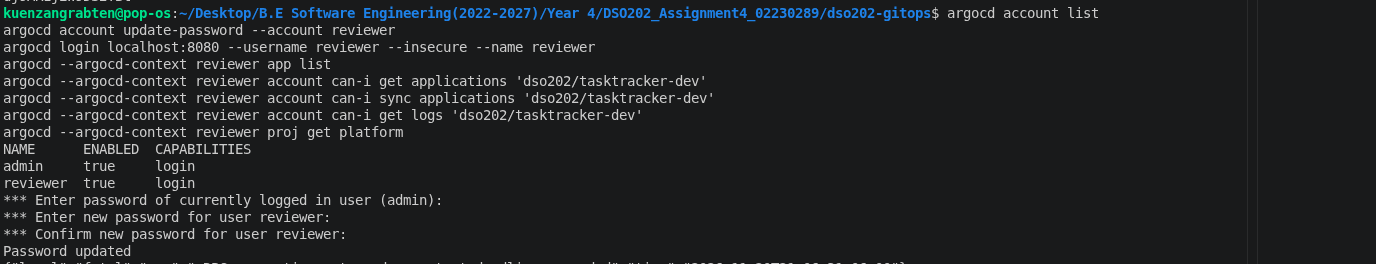 kuenzangrabten@pop-os:~/Desktop/B.E Software Engineering(2022-2027)/Year 4/DSO202_Assignment4_02230289/dso202-gitops$ argocd account list
argocd account update-password --account reviewer
argocd login localhost:8080 --username reviewer --insecure --name reviewer
argocd --argocd-context reviewer app list
argocd --argocd-context reviewer account can-i get applications 'dso202/tasktracker-dev'
argocd --argocd-context reviewer account can-i sync applications 'dso202/tasktracker-dev'
argocd --argocd-context reviewer account can-i get logs 'dso202/tasktracker-dev'
argocd --argocd-context reviewer proj get platform
NAME      ENABLED  CAPABILITIES
admin     true     login
reviewer  true     login
*** Enter password of currently logged in user (admin):
*** Enter new password for user reviewer:
*** Confirm new password for user reviewer:
Password updated